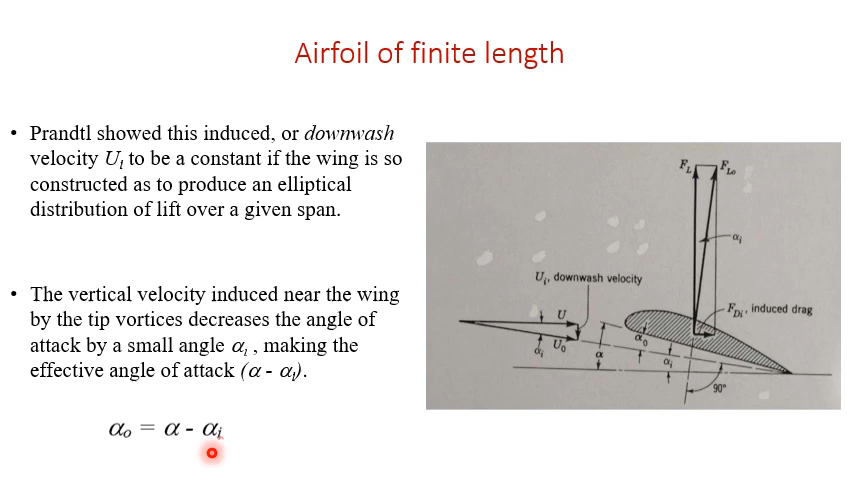 Airfoil of finite length
• Prandtl showed this induced, or downwash
velocity Ui to be a constant if the wing is so
constructed as to produce an elliptical
distribution of lift over a given span.
• The vertical velocity induced near the wing
by the tip vortices decreases the angle of
attack by a small angle αi , making the
effective angle of attack (α - αi).
αo = α - αi
FL
FLo
αi
Ui, downwash velocity
U
FDi, induced drag
αi
Uo
α
αo
αi
90°